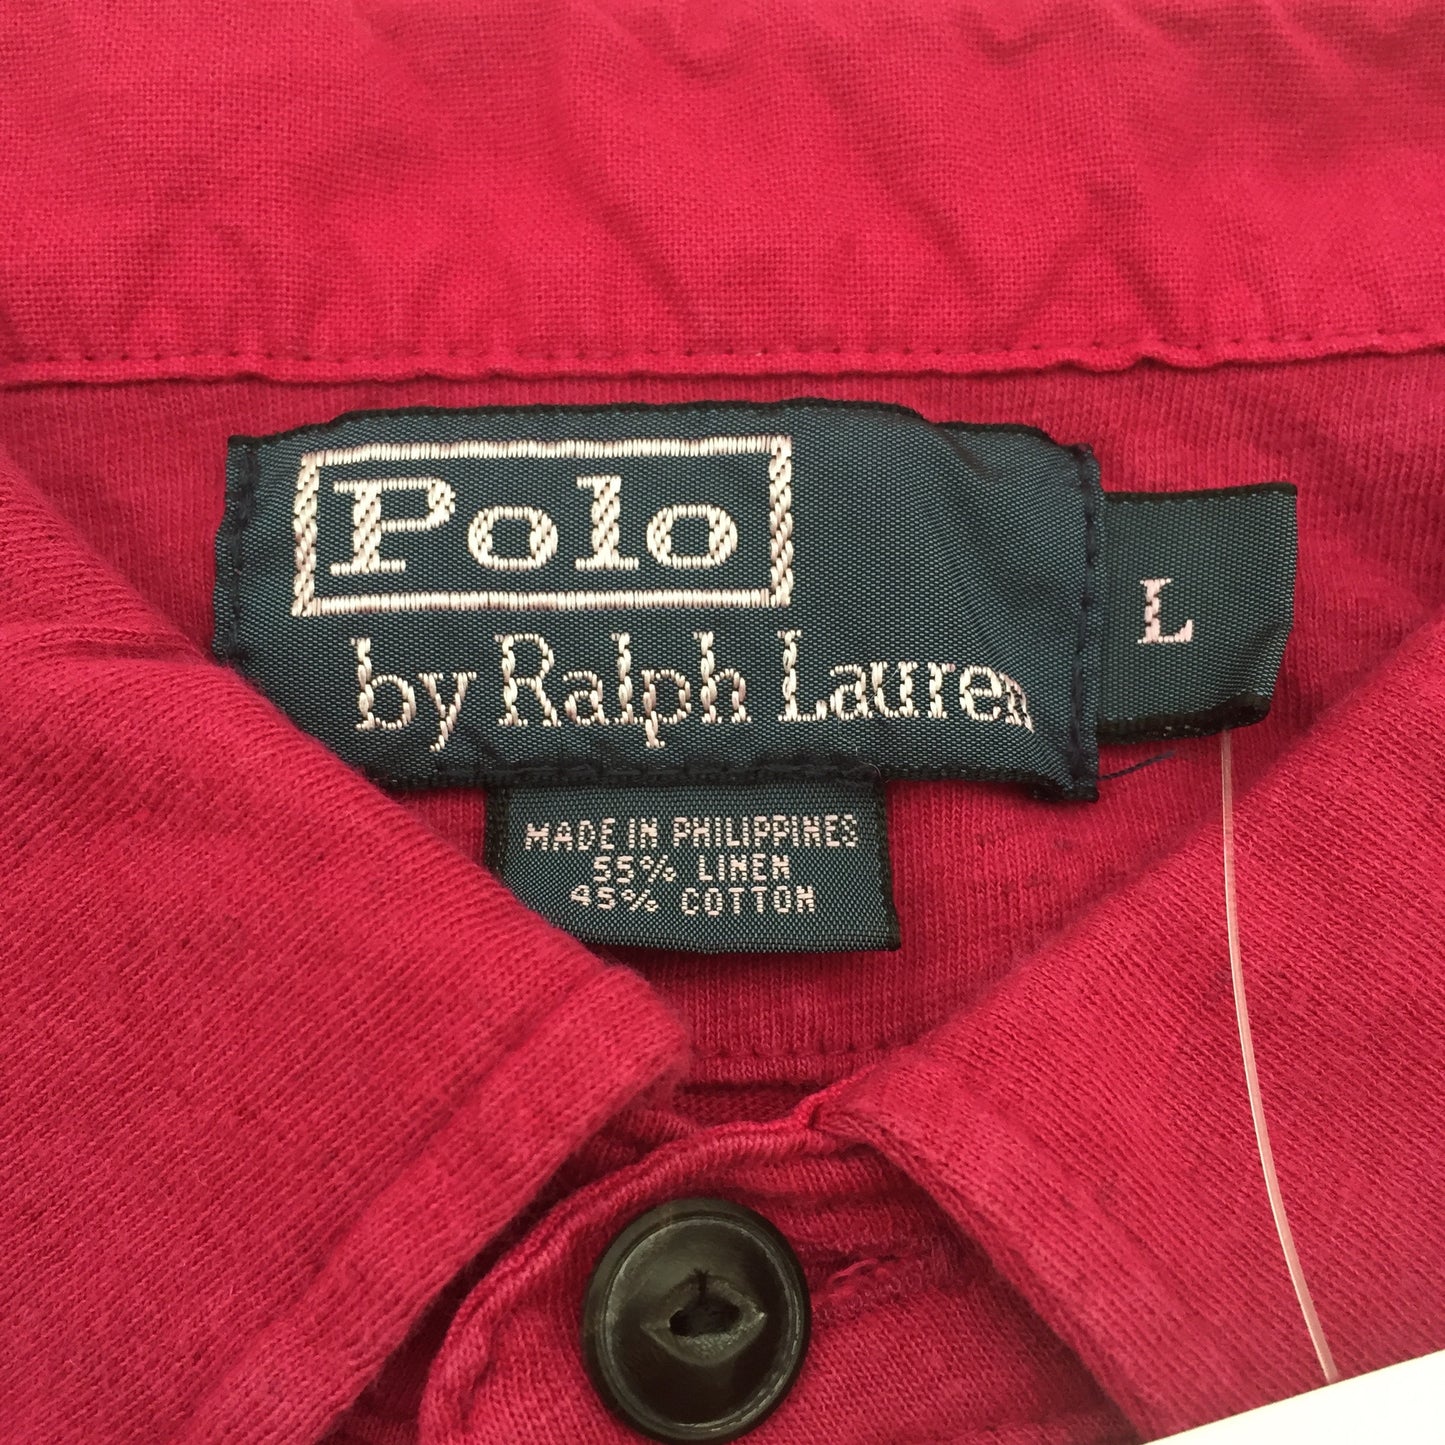 Polo
by Ralph Lauren
L
MADE IN PHILIPPINES
55% LINEN
45% COTTON